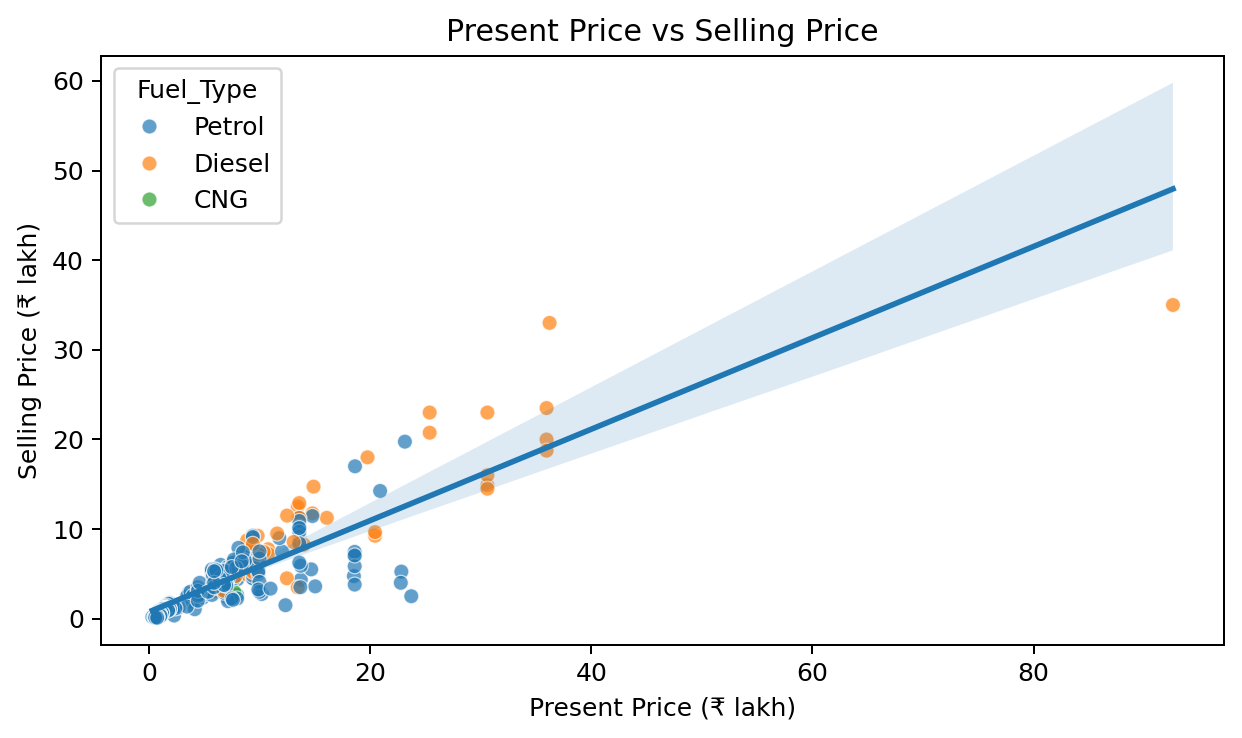 Present Price vs Selling Price
Fuel_Type
Petrol
Diesel
CNG
60
50
40
30
20
10
0
Selling Price (₹ lakh)
0 20 40 60 80
Present Price (₹ lakh)